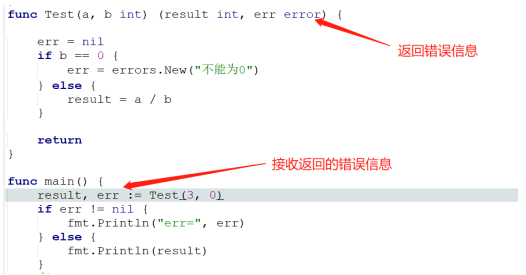 func Test(a, b int) (result int, err error) {
返回错误信息
err = nil
if b == 0 {
err = errors.New("不能为0")
} else {
result = a / b
}
return
}
接收返回的错误信息
func main() {
result, err := Test(3, 0)
if err != nil {
fmt.Println("err=", err)
} else {
fmt.Println(result)
}